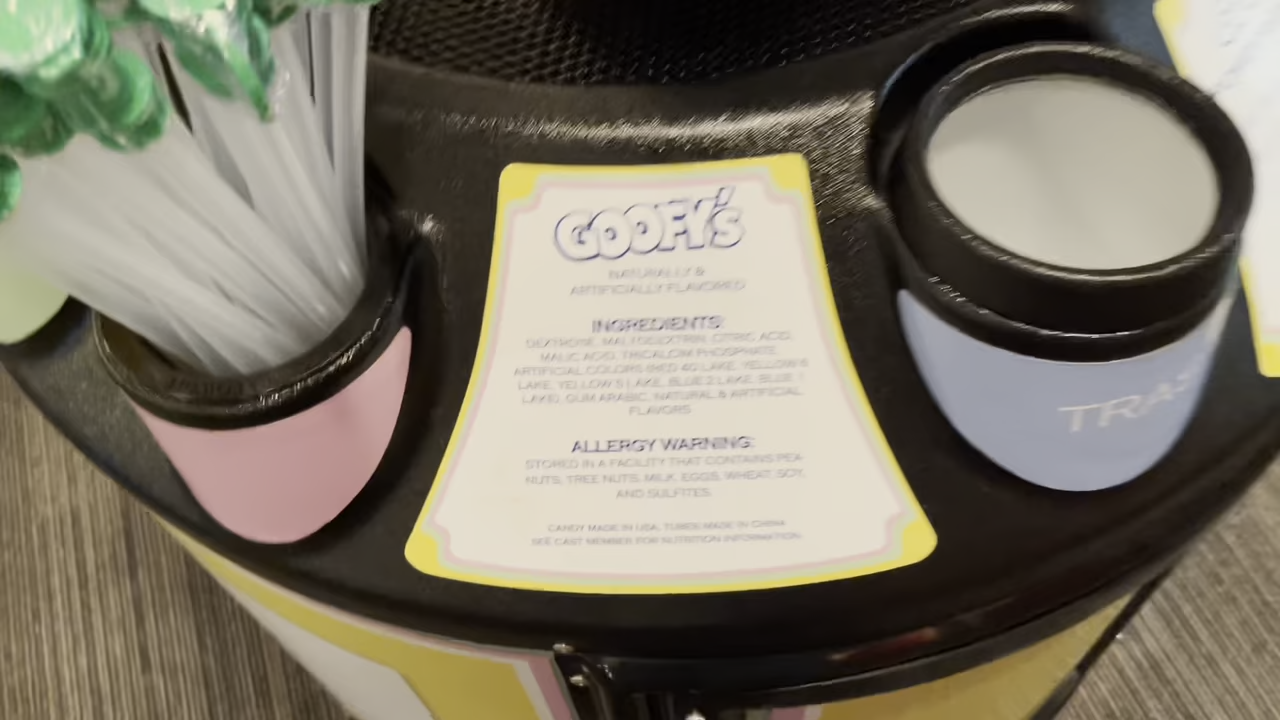 GOOFY'S
NATURALLY &
ARTIFICIALLY FLAVORED
INGREDIENTS:
DEXTROSE, MALTODEXTRIN, CITRIC ACID,
MALIC ACID, TRICALCIM PHOSPHATE
ARTIFICIAL COLORS (RED 40 LAKE, YELLOW 6
LAKE, YELLOW 5 LAKE, BLUE 2 LAKE, BLUE 1
LAKE), GUM ARABIC, NATURAL & ARTIFICIAL
FLAVORS
ALLERGY WARNING:
STORED IN A FACILITY THAT CONTAINS PEA-
NUTS, TREE NUTS, MILK, EGGS, WHEAT, SOY,
AND SULFITES.
CANDY MADE IN USA, TUBES MADE IN CHINA
SEE CAST MEMBER FOR NUTRITION INFORMATION